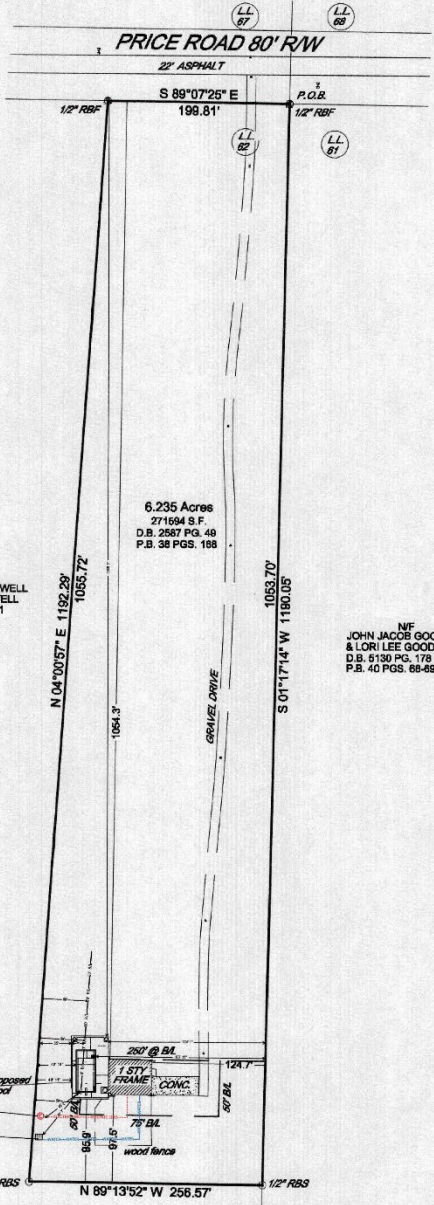 L.L. 67
L.L. 68
PRICE ROAD 80' R/W
22' ASPHALT
S 89°07'25" E
199.81'
P.O.B.
1/2" RBF
1/2" RBF
L.L. 62
L.L. 61
6.235 Acres
271594 S.F.
D.B. 2587 PG. 49
P.B. 38 PGS. 168
WELL
N 04°00'57" E 1192.29'
1055.72'
1054.3'
GRAVEL DRIVE
1053.70'
S 01°17'14" W 1190.05'
N/F
JOHN JACOB GOO
& LORI LEE GOOD
D.B. 5130 PG. 178
P.B. 40 PGS. 68-69
250' @ B/L
124.7'
1 STY
FRAME
CONC.
50' B/L
50' B/L
75' B/L
95.9'
97.5'
wood fence
RBS
1/2" RBS
N 89°13'52" W 256.57'